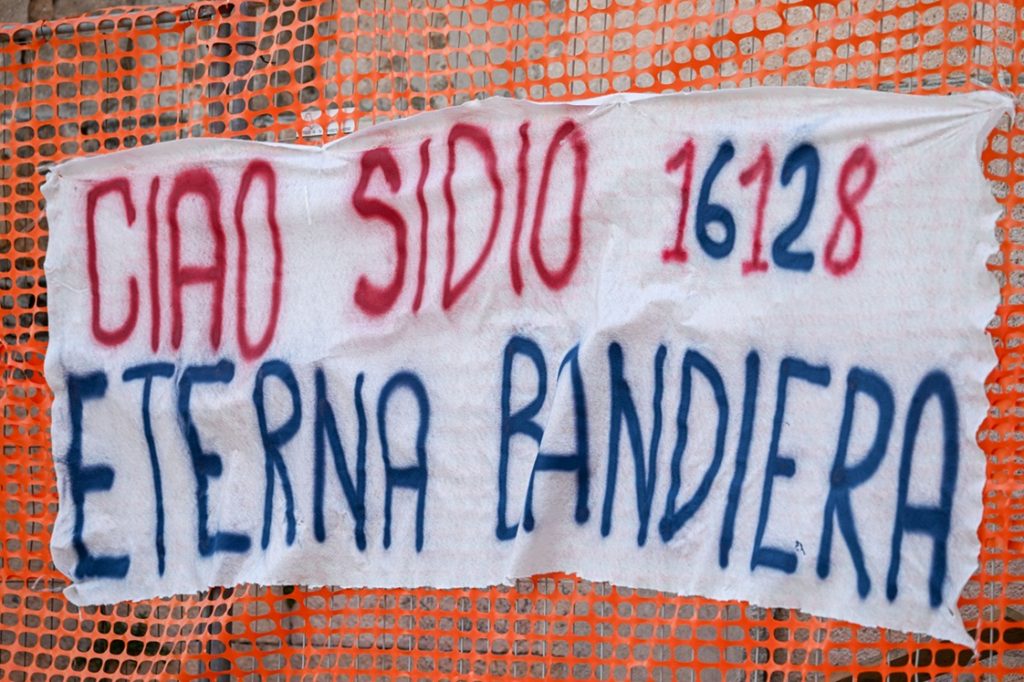 CIAO SIDIO 16128
ETERNA BANDIERA